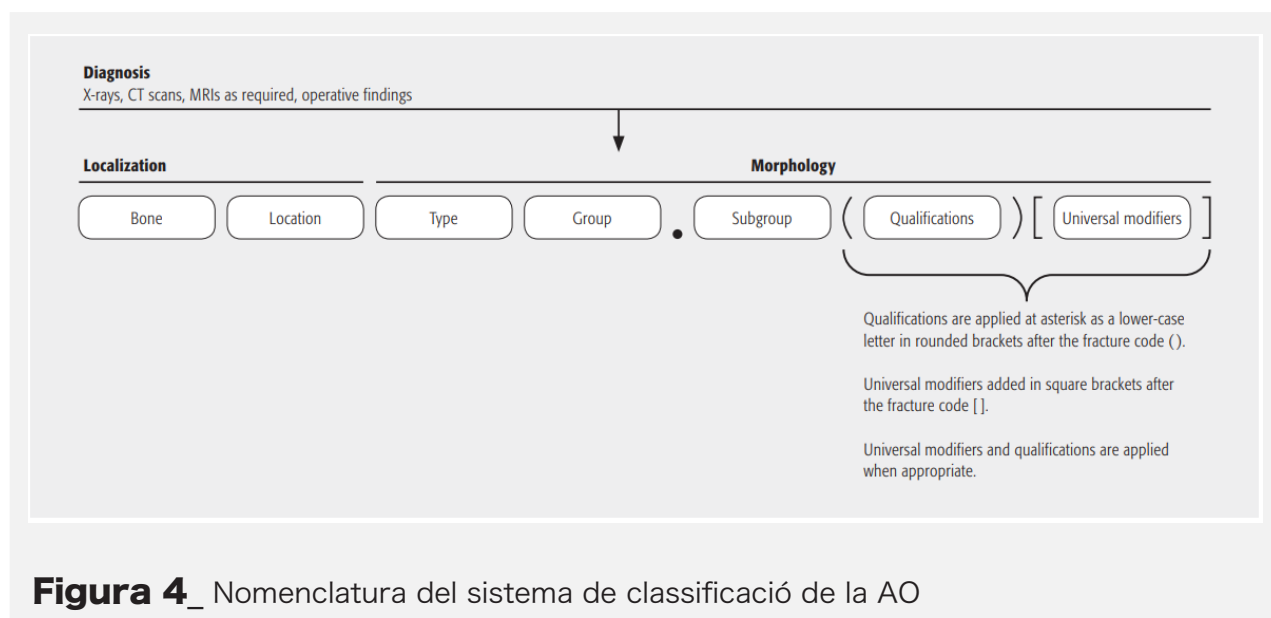 Diagnosis
X-rays, CT scans, MRIs as required, operative findings
Localization
Morphology
Bone
Location
Type
Group
.
Subgroup
(
Qualifications
)
[
Universal modifiers
]
Qualifications are applied at asterisk as a lower-case
letter in rounded brackets after the fracture code ( ).
Universal modifiers added in square brackets after
the fracture code [ ].
Universal modifiers and qualifications are applied
when appropriate.
Figura 4_ Nomenclatura del sistema de classificació de la AO